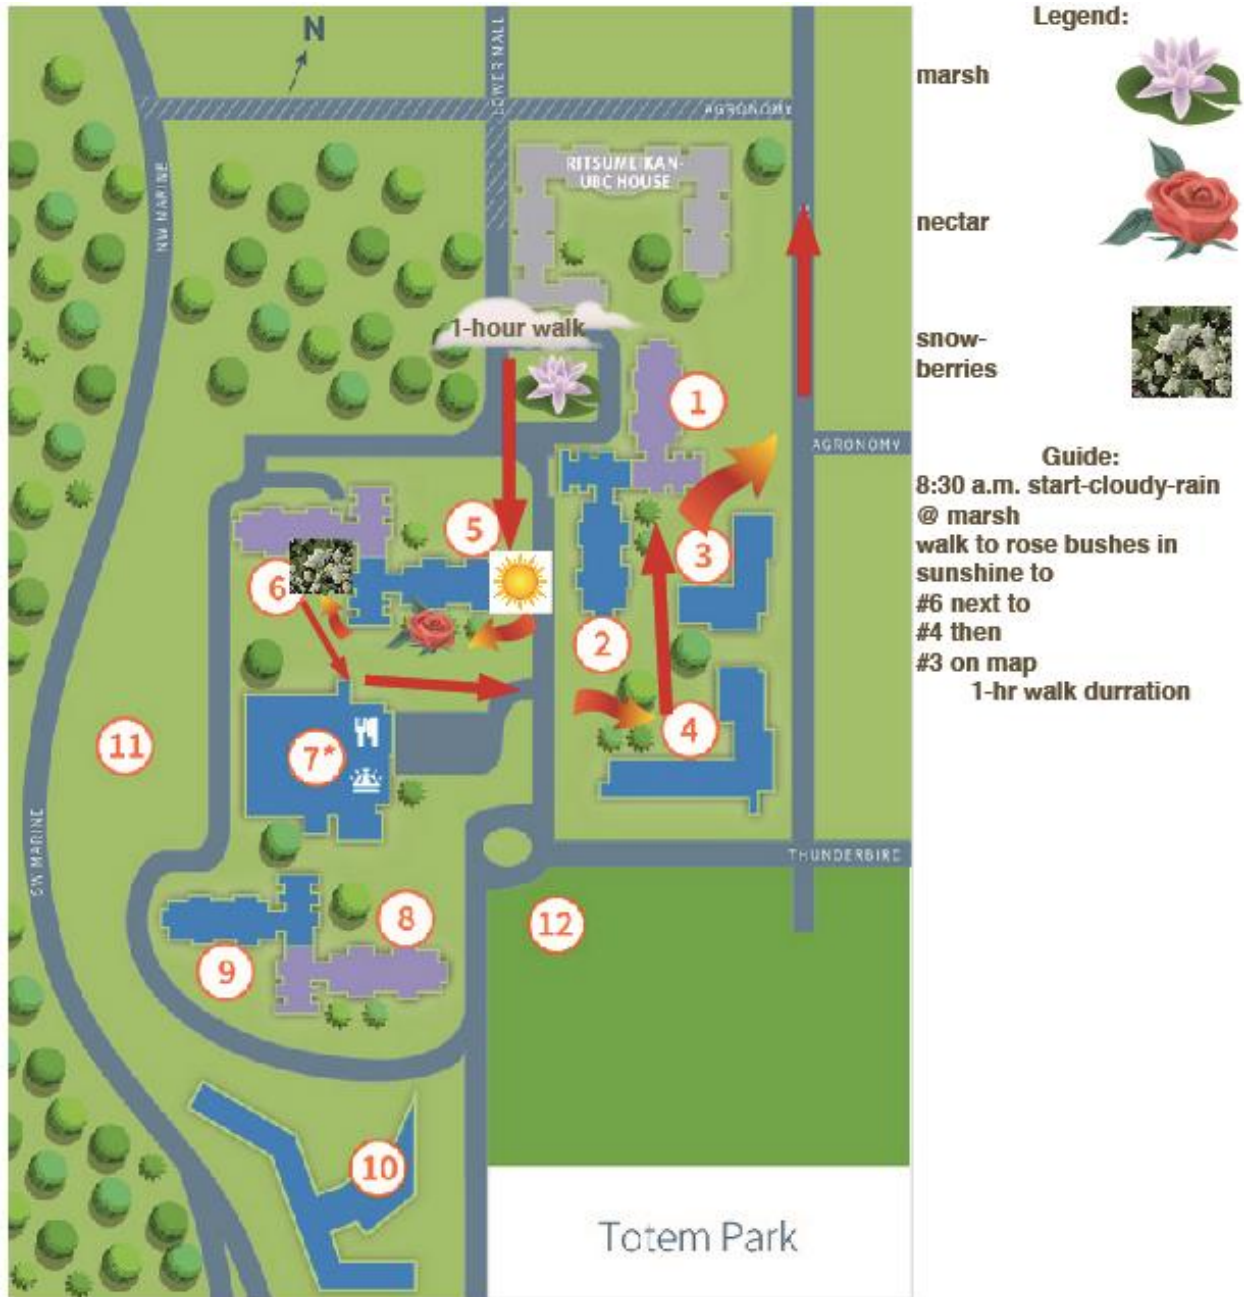 N
LOWER MALL
AGRONOMY
RITSUMEIKAN-
UBC HOUSE
NW MARINE
1-hour walk
1
AGRONOMY
5
3
6
2
4
11
7*
SW MARINE
THUNDERBIRD
8
12
9
10
Totem Park
Legend:
marsh
nectar
snow-
berries
Guide:
8:30 a.m. start-cloudy-rain
@ marsh
walk to rose bushes in
sunshine to
#6 next to
#4 then
#3 on map
1-hr walk durration